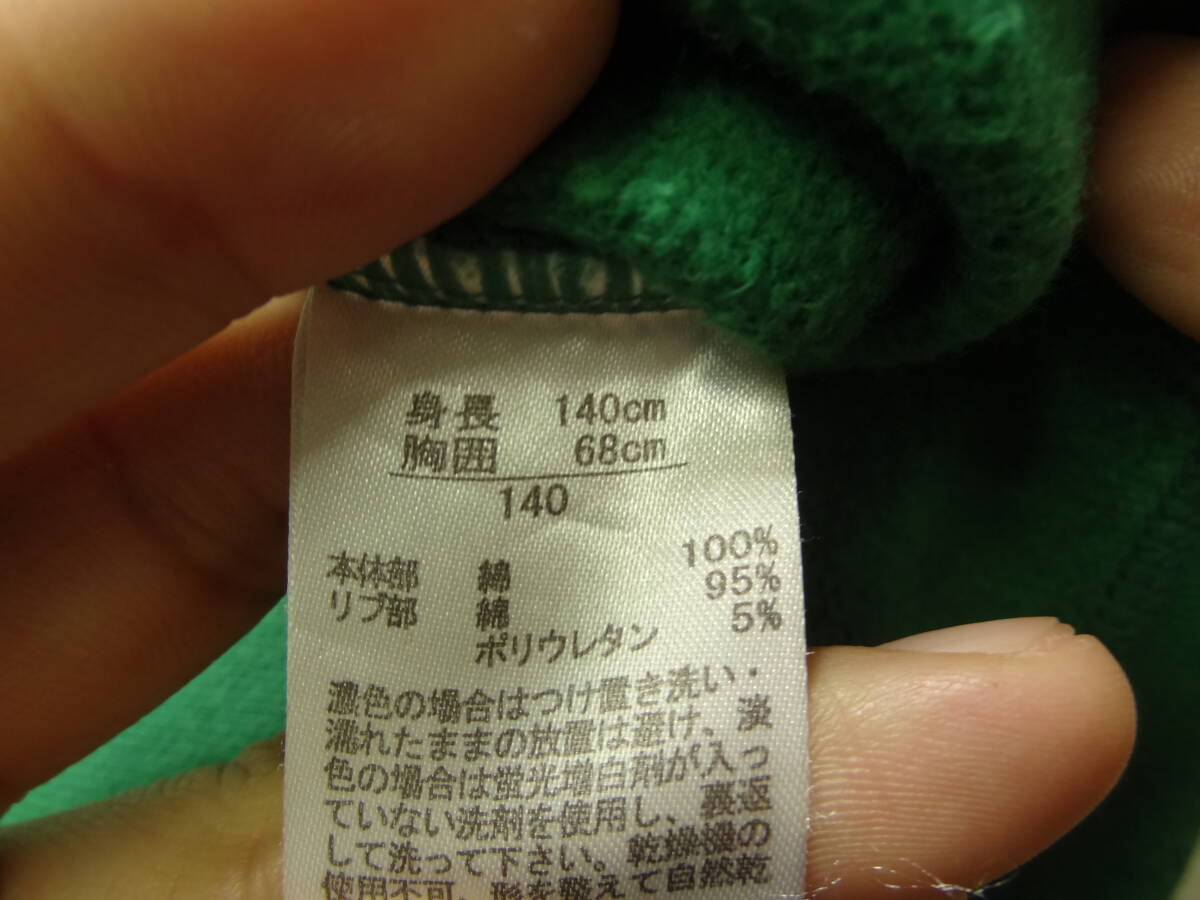 身長 140cm
胸囲 68cm
140
本体部 綿 100%
リブ部 綿 95%
ポリウレタン 5%
濃色の場合はつけ置き洗い・
濡れたままの放置は避け、淡
色の場合は蛍光増白剤が入っ
ていない洗剤を使用し、裏返
して洗って下さい。乾燥機の
使用不可、形を整えて自然乾